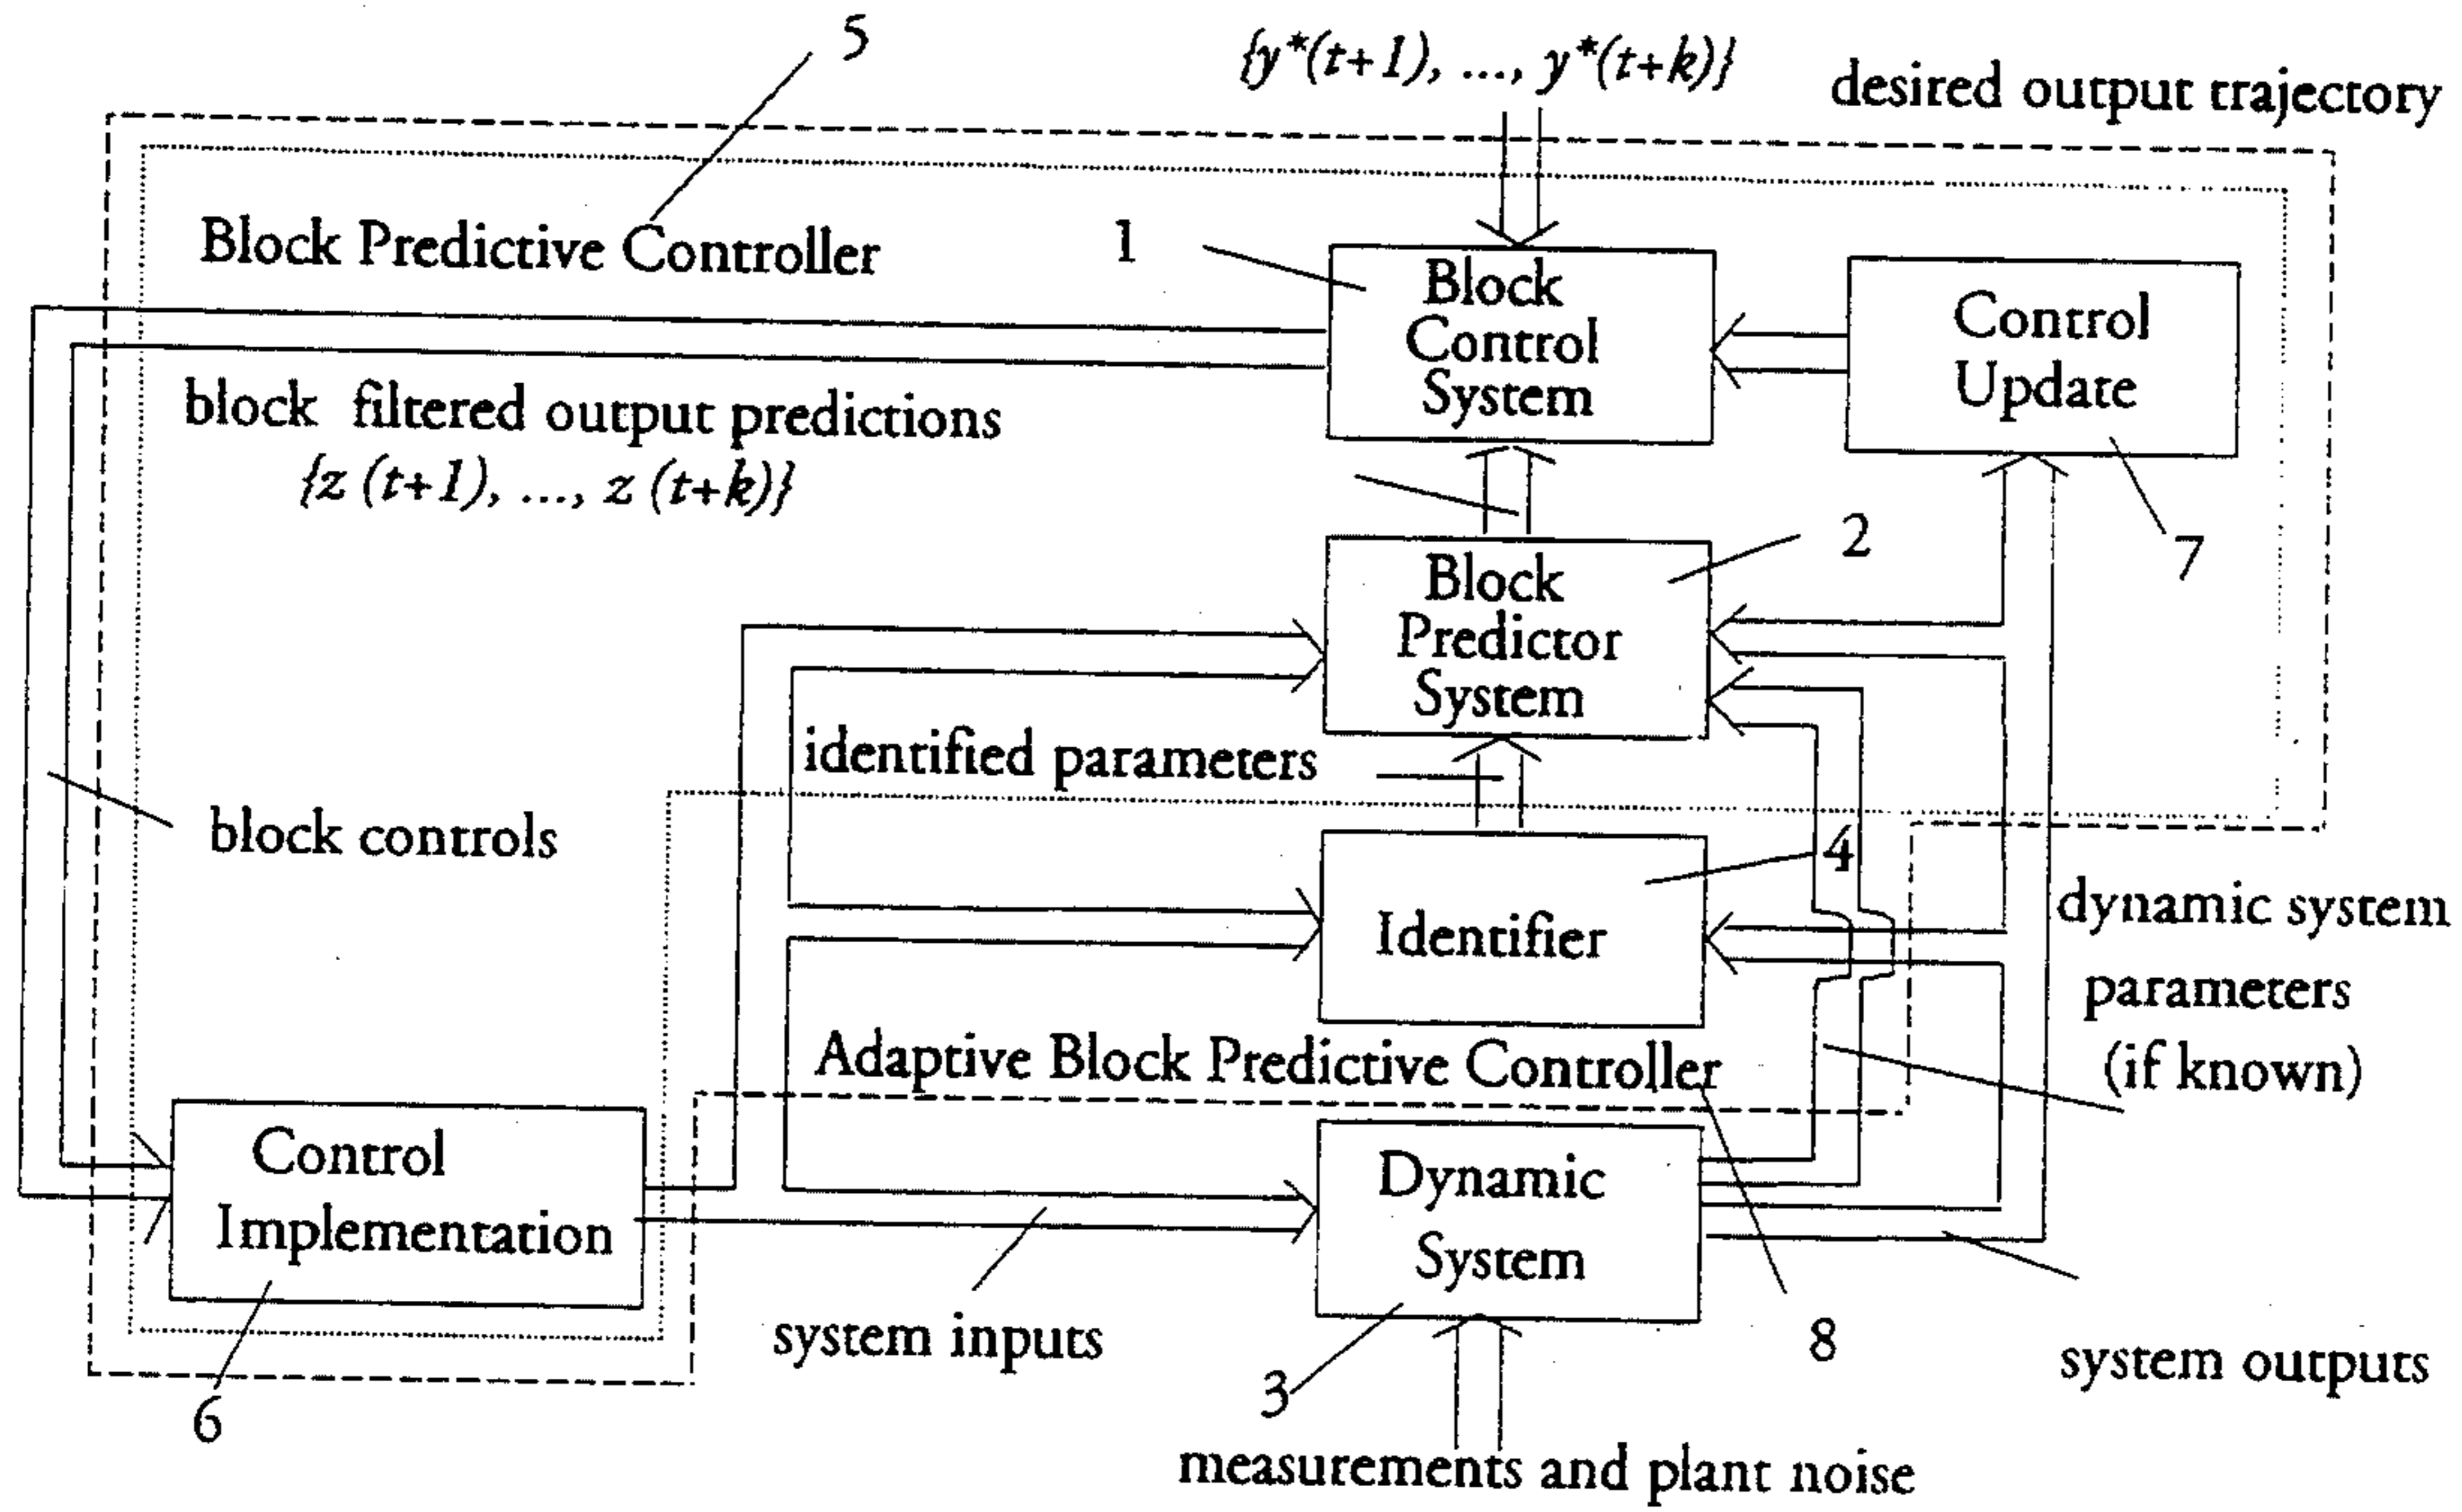 5
{y*(t+1), ..., y*(t+k)}
desired output trajectory
Block Predictive Controller
1
Block
Control
System
Control
Update
block filtered output predictions
{z (t+1), ..., z (t+k)}
2
7
Block
Predictor
System
identified parameters
block controls
4
Identifier
dynamic system
parameters
(if known)
Adaptive Block Predictive Controller
Control
Implementation
Dynamic
System
system inputs
8
system outputs
3
6
measurements and plant noise